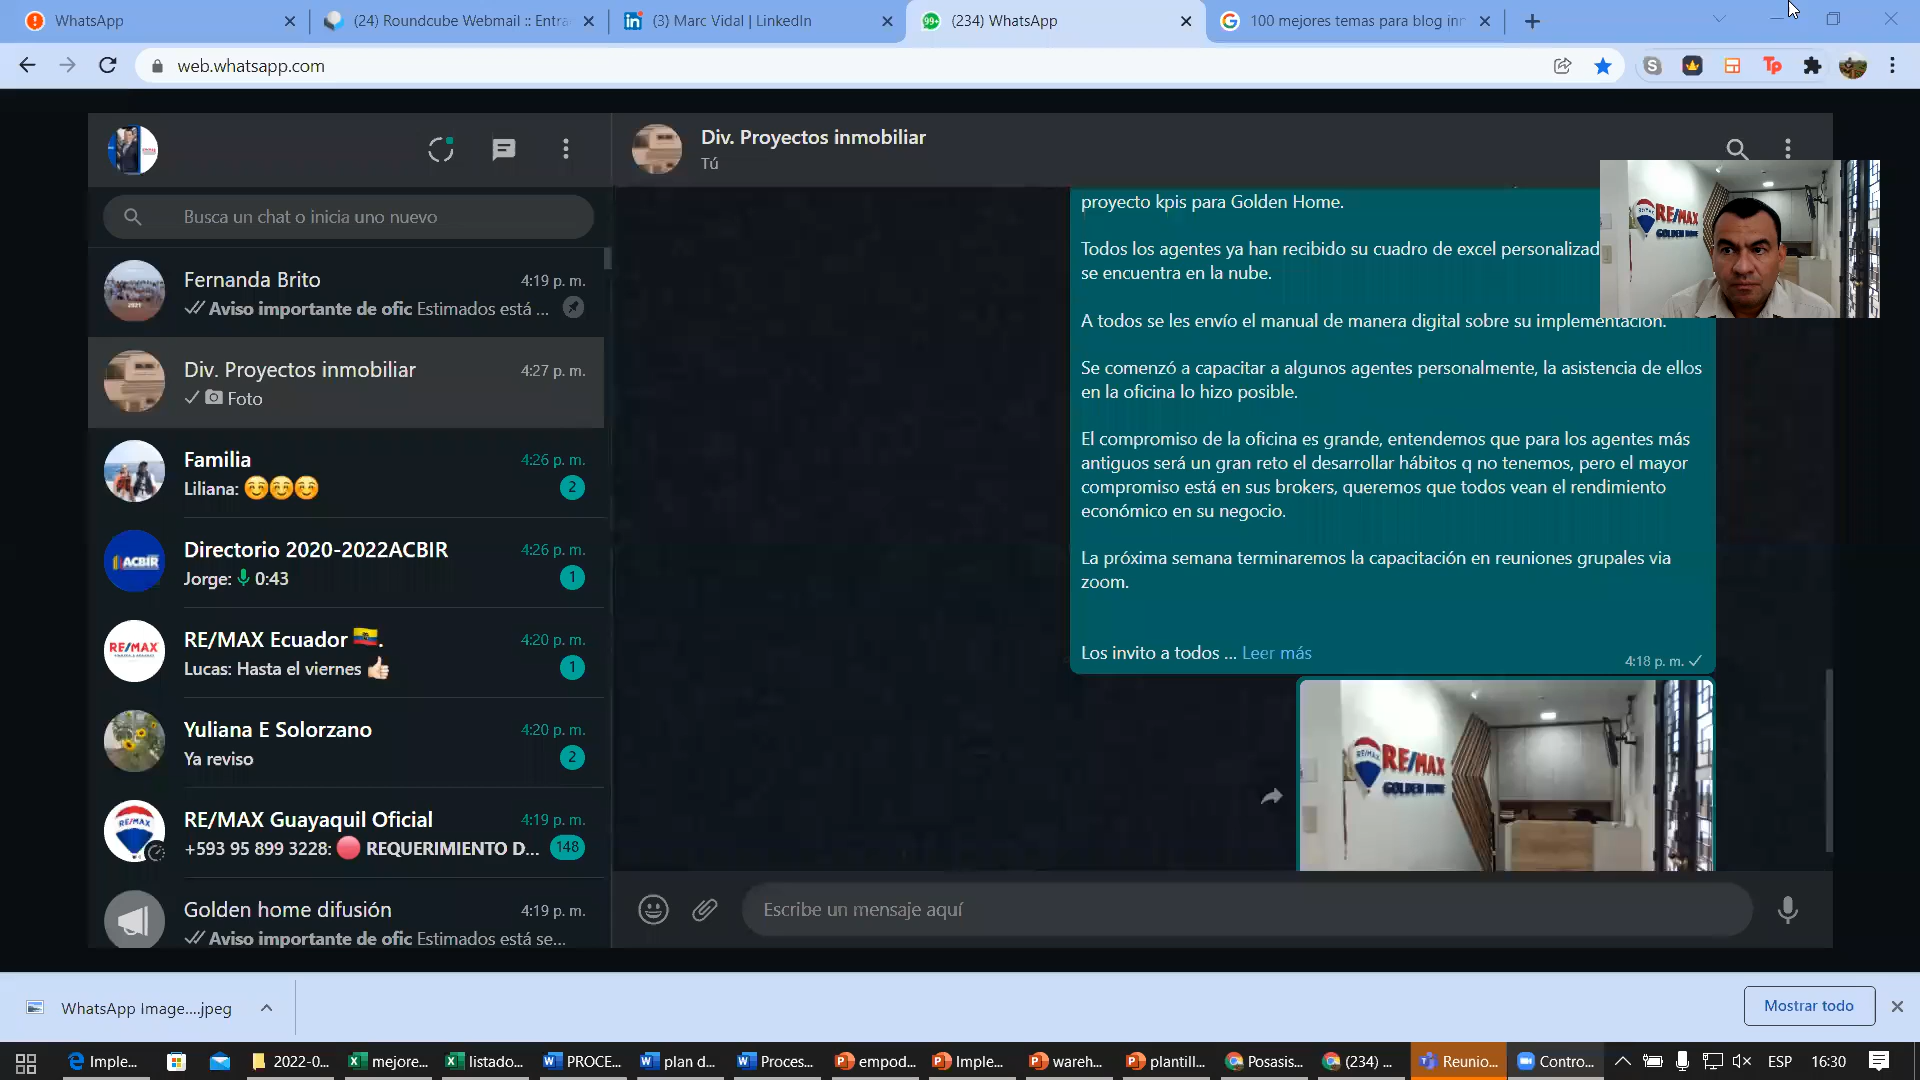 WhatsApp
(24) Roundcube Webmail :: Entra
(3) Marc Vidal | LinkedIn
(234) WhatsApp
100 mejores temas para blog inm
web.whatsapp.com
Busca un chat o inicia uno nuevo
Fernanda Brito
4:19 p. m.
Aviso importante de ofic Estimados está ...
Div. Proyectos inmobiliar
4:27 p. m.
Foto
Familia
4:26 p. m.
Liliana: ☺️☺️☺️
2
Directorio 2020-2022ACBIR
4:26 p. m.
Jorge: 0:43
1
RE/MAX Ecuador 🇪🇨.
4:20 p. m.
Lucas: Hasta el viernes 👍🏻
1
Yuliana E Solorzano
4:20 p. m.
Ya reviso
2
RE/MAX Guayaquil Oficial
4:19 p. m.
+593 95 899 3228: 🔴 REQUERIMIENTO D...
148
Golden home difusión
4:19 p. m.
Aviso importante de ofic Estimados está se...
Div. Proyectos inmobiliar
Tú
proyecto kpis para Golden Home.
Todos los agentes ya han recibido su cuadro de excel personalizad
se encuentra en la nube.
A todos se les envío el manual de manera digital sobre su implementación.
Se comenzó a capacitar a algunos agentes personalmente, la asistencia de ellos
en la oficina lo hizo posible.
El compromiso de la oficina es grande, entendemos que para los agentes más
antiguos será un gran reto el desarrollar hábitos q no tenemos, pero el mayor
compromiso está en sus brokers, queremos que todos vean el rendimiento
económico en su negocio.
La próxima semana terminaremos la capacitación en reuniones grupales via
zoom.
Los invito a todos ... Leer más
4:18 p. m.
RE/MAX
GOLDEN HOME
RE/MAX
GOLDEN HOME
Escribe un mensaje aquí
WhatsApp Image....jpeg
Mostrar todo
Imple...
2022-0...
mejore...
listado...
PROCE...
plan d...
Proces...
empod...
Imple...
wareh...
plantill...
Posasis...
(234) ...
Reunio...
Contro...
ESP
16:30